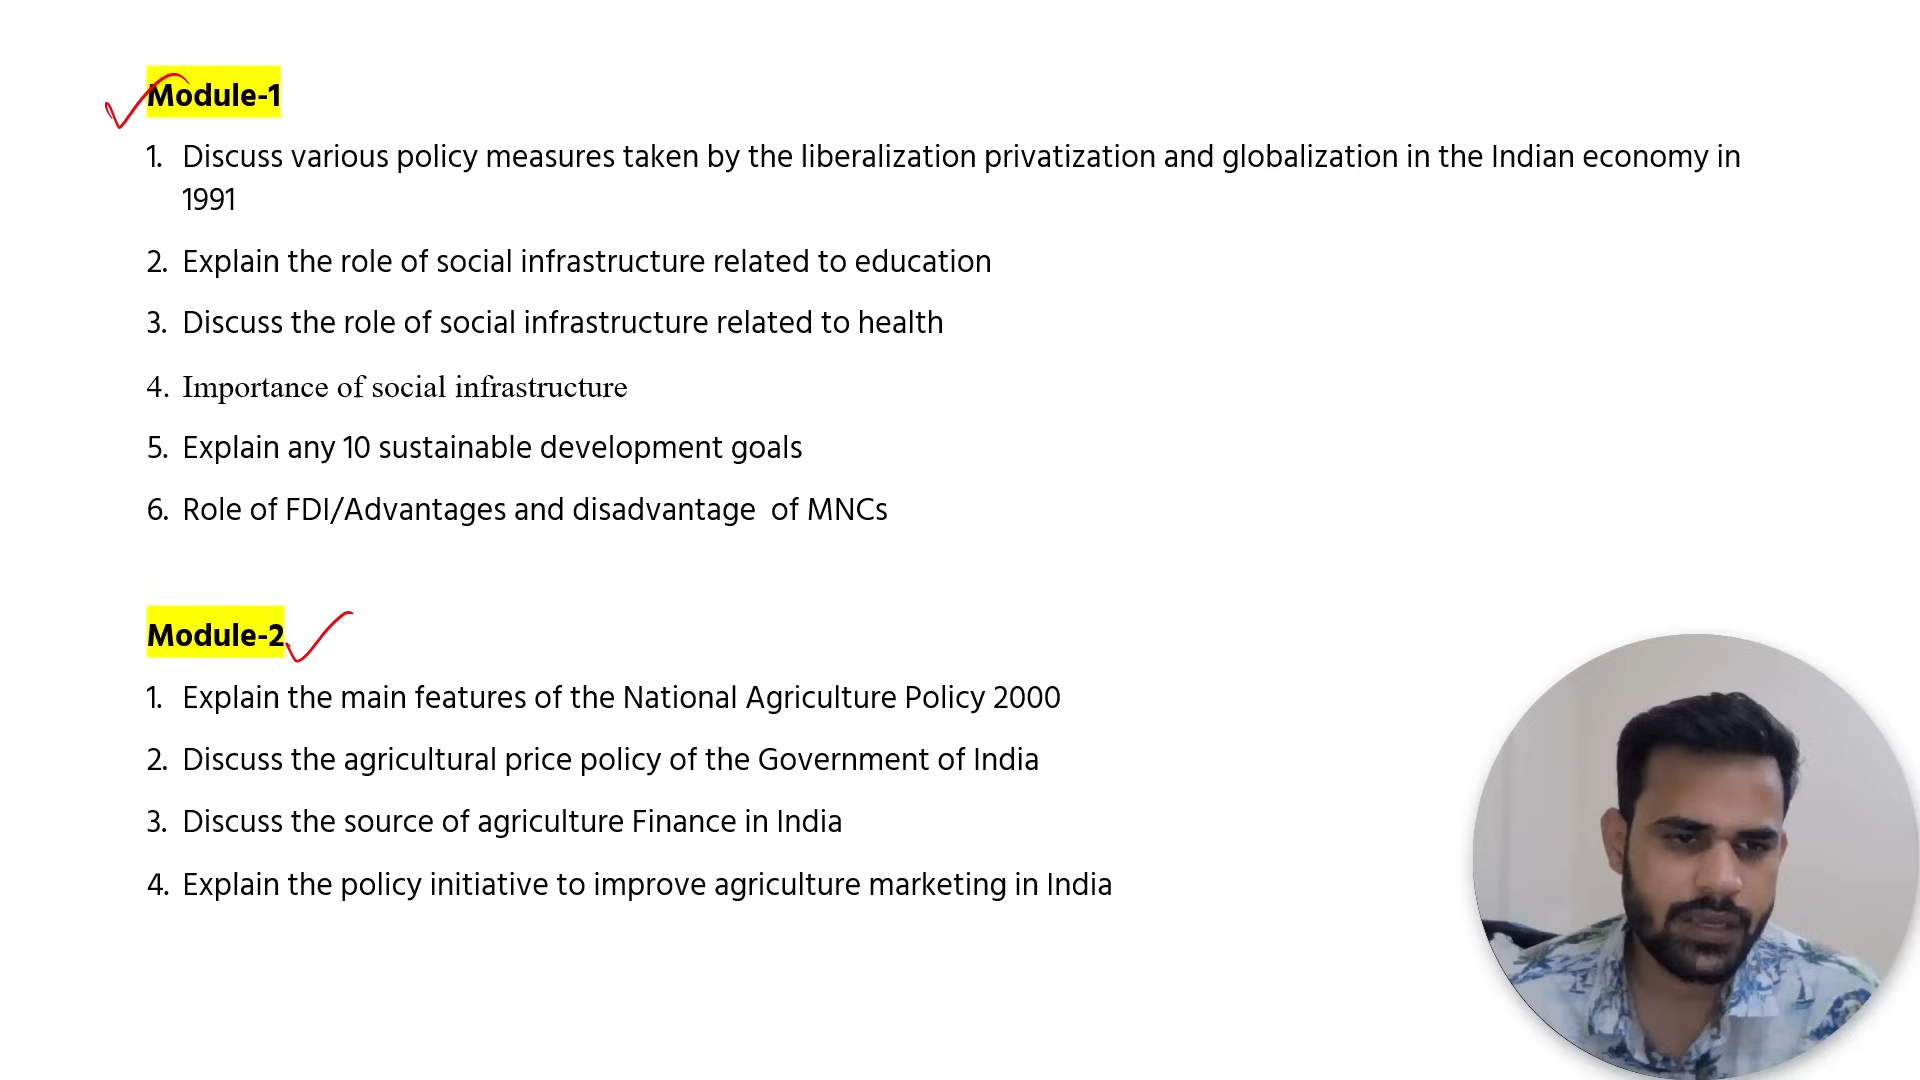 Module-1
1. Discuss various policy measures taken by the liberalization privatization and globalization in the Indian economy in
1991
2. Explain the role of social infrastructure related to education
3. Discuss the role of social infrastructure related to health
4. Importance of social infrastructure
5. Explain any 10 sustainable development goals
6. Role of FDI/Advantages and disadvantage  of MNCs
Module-2
1. Explain the main features of the National Agriculture Policy 2000
2. Discuss the agricultural price policy of the Government of India
3. Discuss the source of agriculture Finance in India
4. Explain the policy initiative to improve agriculture marketing in India